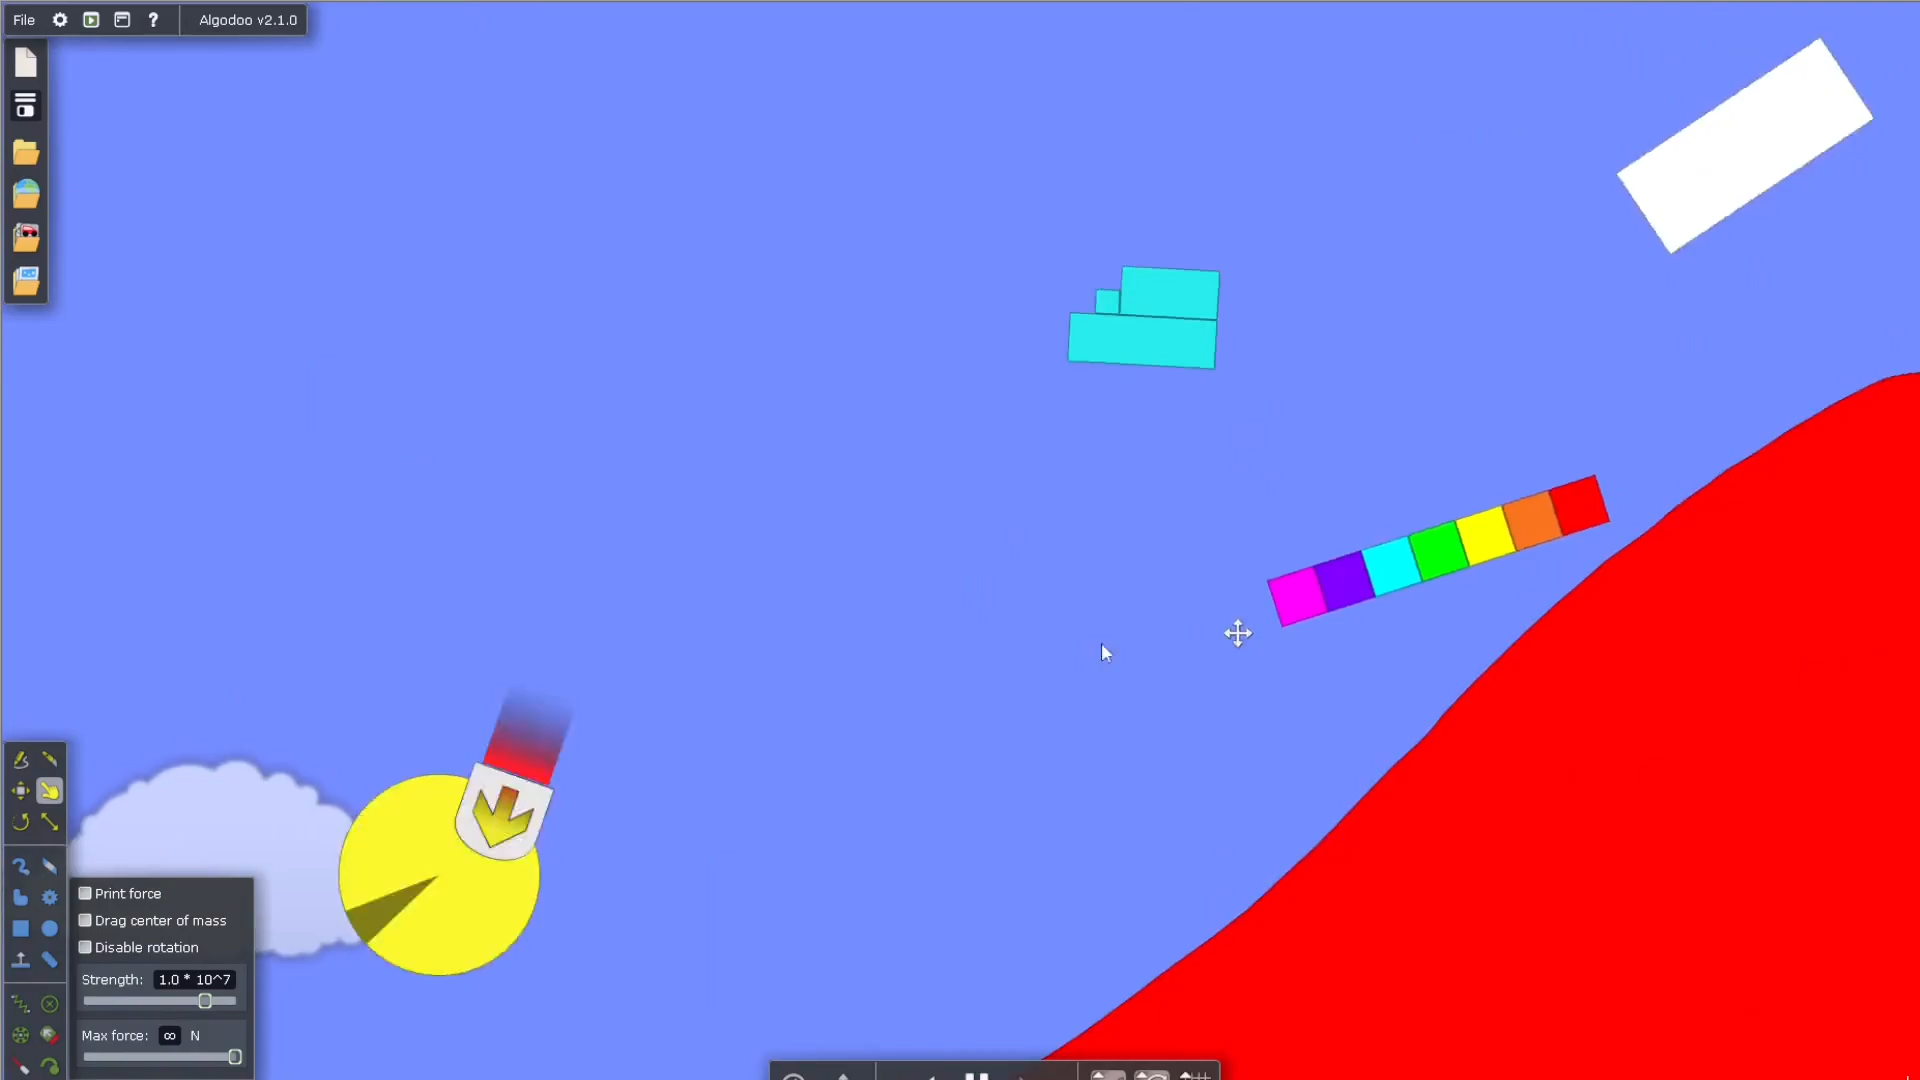 File ? Algodoo v2.1.0
Print force
Drag center of mass
Disable rotation
Strength: 1.0 * 10^7
Max force: ∞ N